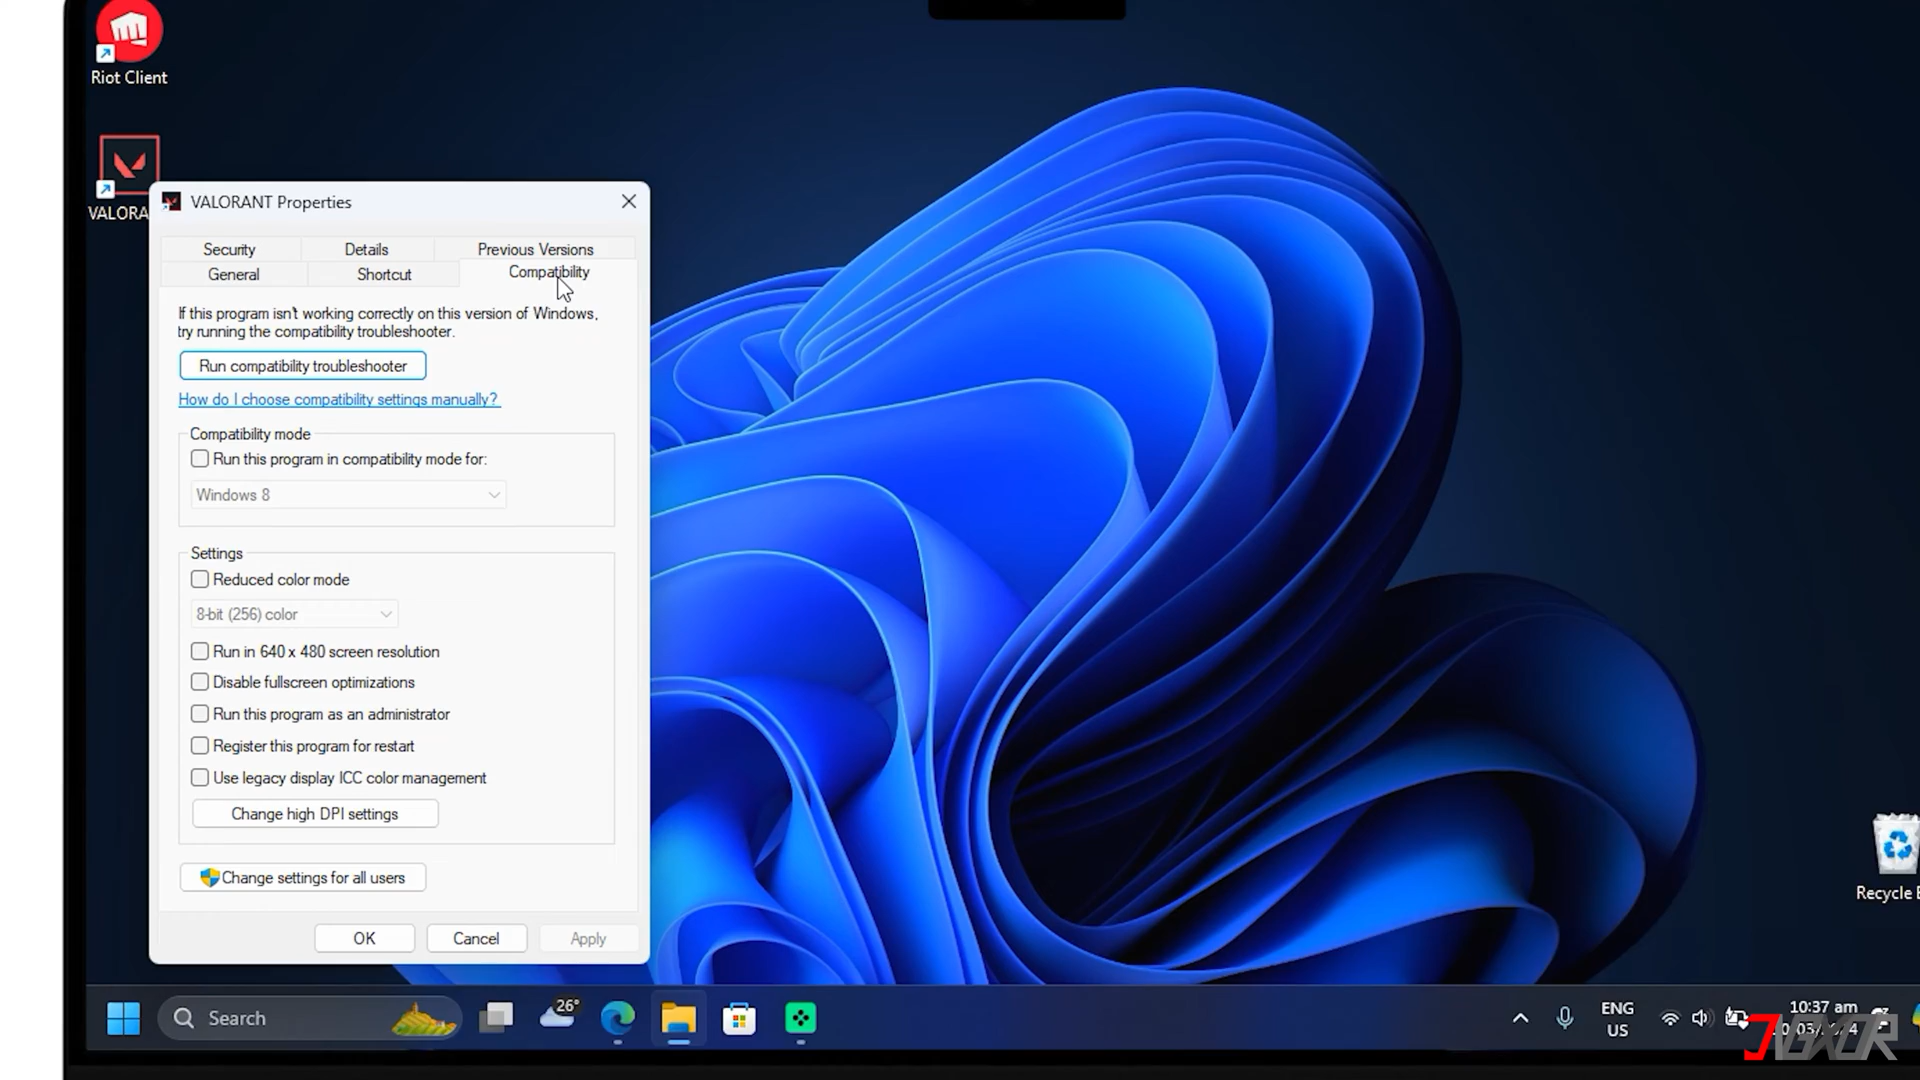 Riot Client
VALORA
VALORANT Properties
Security
Details
Previous Versions
General
Shortcut
Compatibility
If this program isn't working correctly on this version of Windows,
try running the compatibility troubleshooter.
Run compatibility troubleshooter
How do I choose compatibility settings manually?
Compatibility mode
Run this program in compatibility mode for:
Windows 8
Settings
Reduced color mode
8-bit (256) color
Run in 640 x 480 screen resolution
Disable fullscreen optimizations
Run this program as an administrator
Register this program for restart
Use legacy display ICC color management
Change high DPI settings
Change settings for all users
OK
Cancel
Apply
Recycle
Search
26°
ENG
US
10:37 am